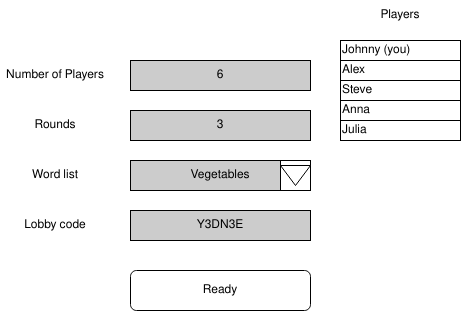 Players
Johnny (you)
Number of Players 6
Alex
Steve
Anna
Rounds 3
Julia
Word list Vegetables
Lobby code Y3DN3E
Ready